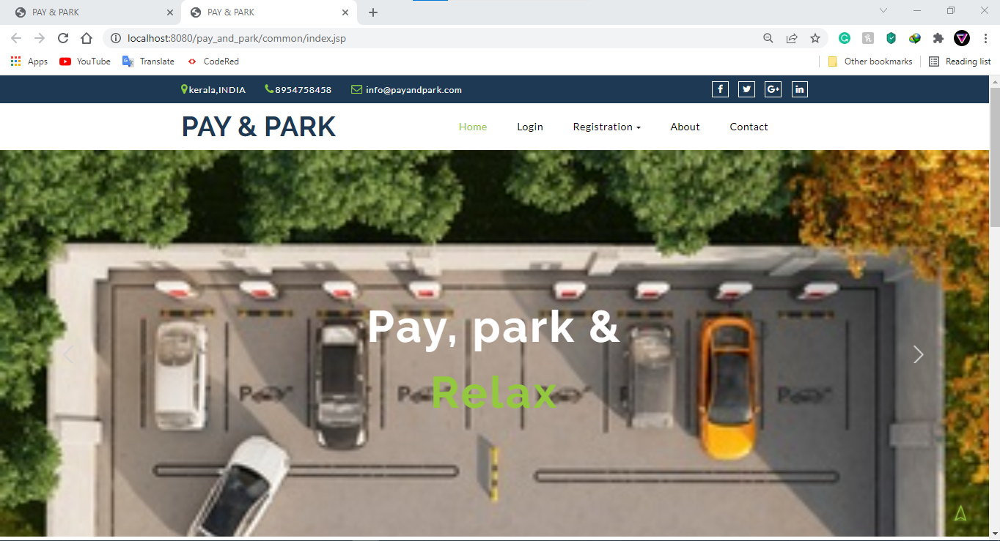 PAY & PARK
PAY & PARK
localhost:8080/pay_and_park/common/index.jsp
Apps YouTube Translate CodeRed Other bookmarks Reading list
kerala,INDIA 8954758458 info@payandpark.com
PAY & PARK Home Login Registration About Contact
Pay, park &
Relax